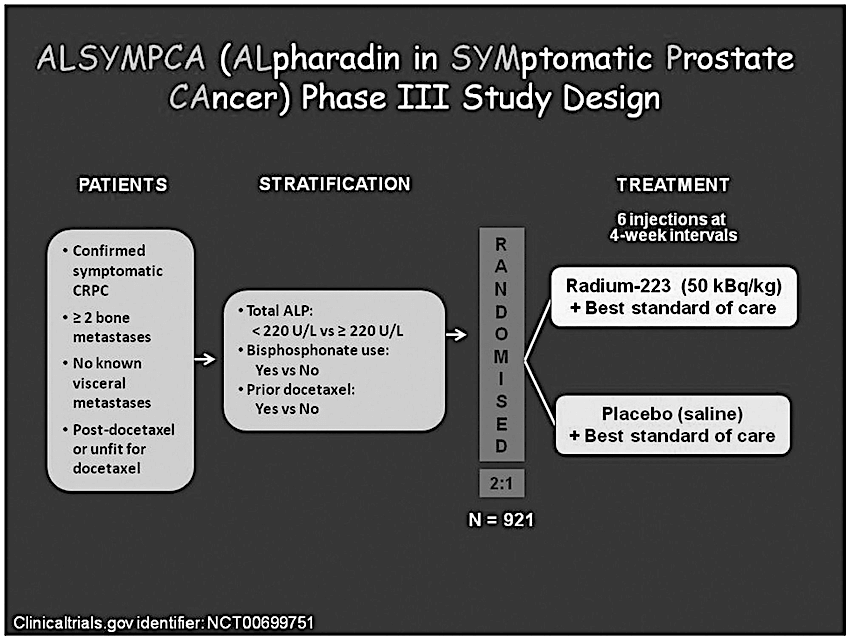 ALSYMPCA (ALpharadin in SYMptomatic Prostate
CAncer) Phase III Study Design
PATIENTS
• Confirmed
symptomatic
CRPC
• ≥ 2 bone
metastases
• No known
visceral
metastases
• Post-docetaxel
or unfit for
docetaxel
STRATIFICATION
• Total ALP:
< 220 U/L vs ≥ 220 U/L
• Bisphosphonate use:
Yes vs No
• Prior docetaxel:
Yes vs No
R
A
N
D
O
M
I
S
E
D
2:1
N = 921
TREATMENT
6 injections at
4-week intervals
Radium-223 (50 kBq/kg)
+ Best standard of care
Placebo (saline)
+ Best standard of care
Clinicaltrials.gov identifier: NCT00699751